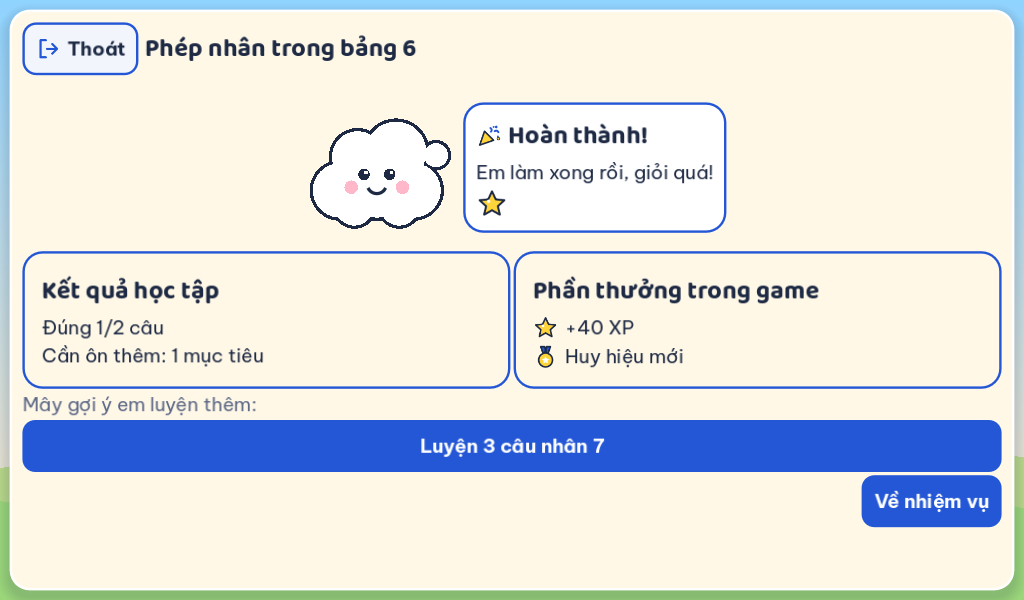 Thoát
Phép nhân trong bảng 6
Hoàn thành!
Em làm xong rồi, giỏi quá!
Kết quả học tập
Đúng 1/2 câu
Cần ôn thêm: 1 mục tiêu
Phần thưởng trong game
+40 XP
Huy hiệu mới
Mây gợi ý em luyện thêm:
Luyện 3 câu nhân 7
Về nhiệm vụ